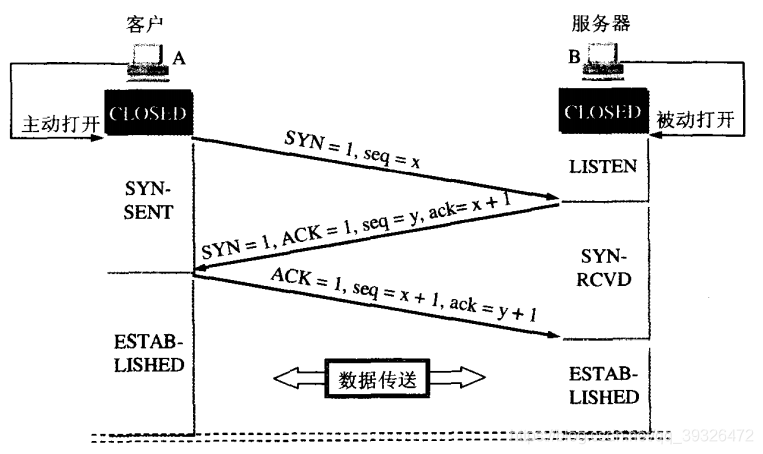 客户
服务器
A
B
CLOSED
CLOSED
主动打开
被动打开
SYN = 1, seq = x
LISTEN
SYN-
SENT
SYN = 1, ACK = 1, seq = y, ack= x + 1
SYN-
RCVD
ACK = 1, seq = x + 1, ack = y + 1
ESTAB-
LISHED
数据传送
ESTAB-
LISHED
_39326472